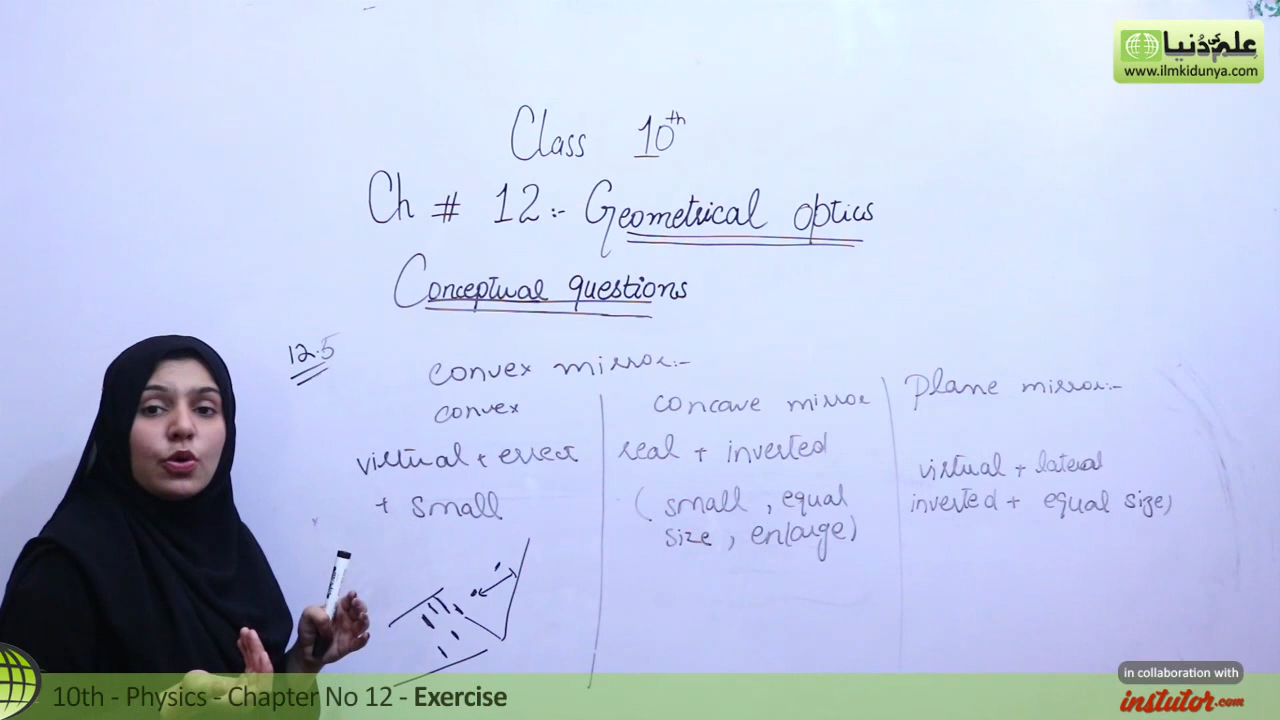 علم کی دُنیا
www.ilmkidunya.com
Class 10th
Ch # 12:- Geometrical optics
Conceptual questions
12.5
convex mirror:-
convex
virtual + errect
+ small
concave mirror
real + inverted
(small, equal
size, enlarge)
plane mirror:-
virtual + lateral
inverted + equal size)
in collaboration with
instutor.com
10th - Physics - Chapter No 12 - Exercise